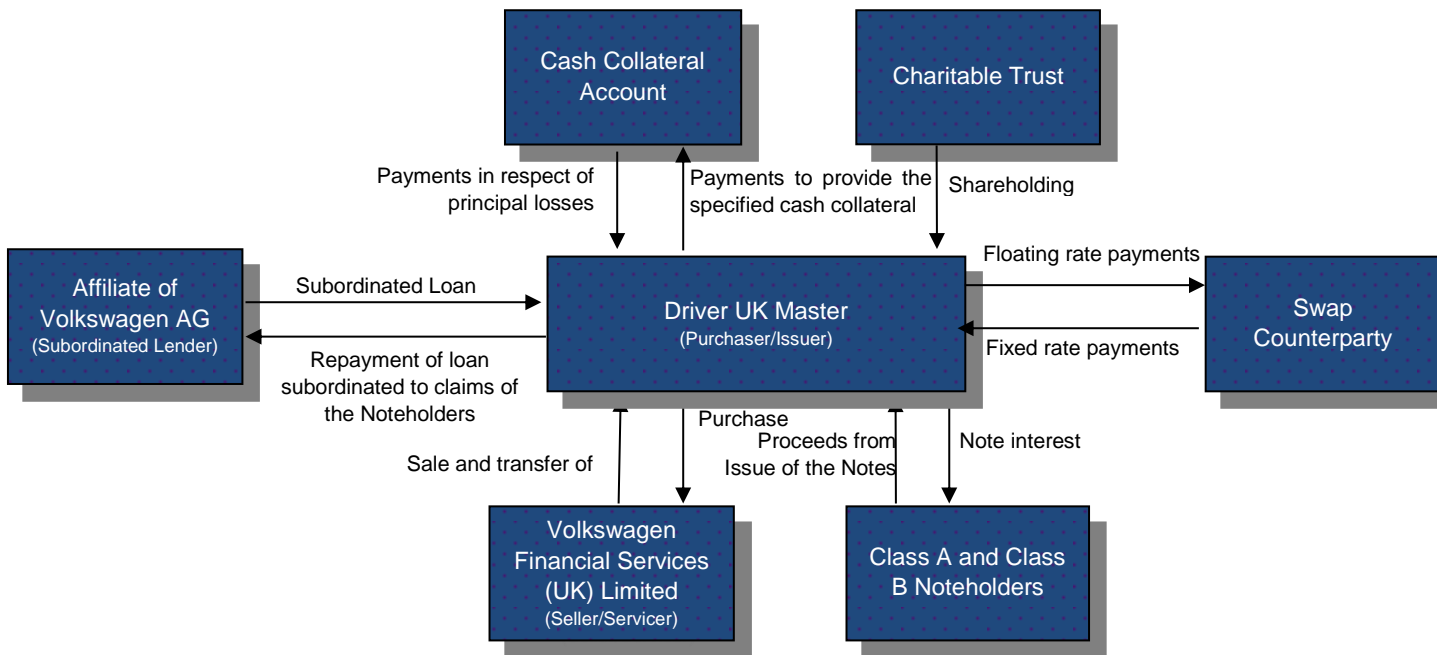 Cash Collateral
Account
Charitable Trust
Payments in respect of
principal losses
Payments to provide the
specified cash collateral
Shareholding
Affiliate of
Volkswagen AG
(Subordinated Lender)
Subordinated Loan
Repayment of loan
subordinated to claims of
the Noteholders
Driver UK Master
(Purchaser/Issuer)
Floating rate payments
Fixed rate payments
Swap
Counterparty
Sale and transfer of
Purchase
Proceeds from
Issue of the Notes
Note interest
Volkswagen
Financial Services
(UK) Limited
(Seller/Servicer)
Class A and Class
B Noteholders